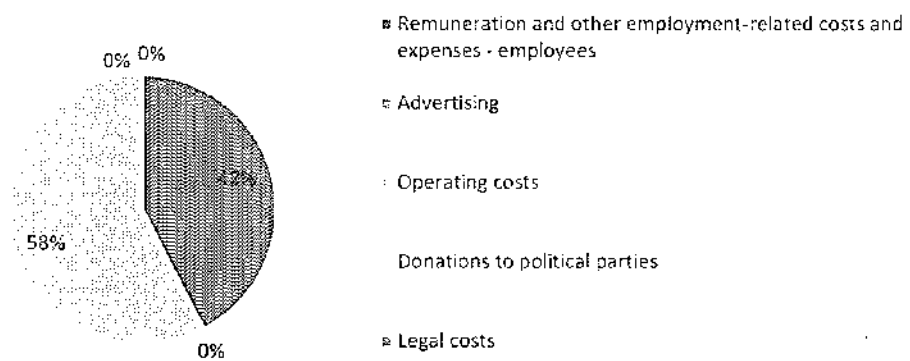 Remuneration and other employment-related costs and
expenses - employees
0% 0%
Advertising
42%
Operating costs
58%
Donations to political parties
0%
Legal costs